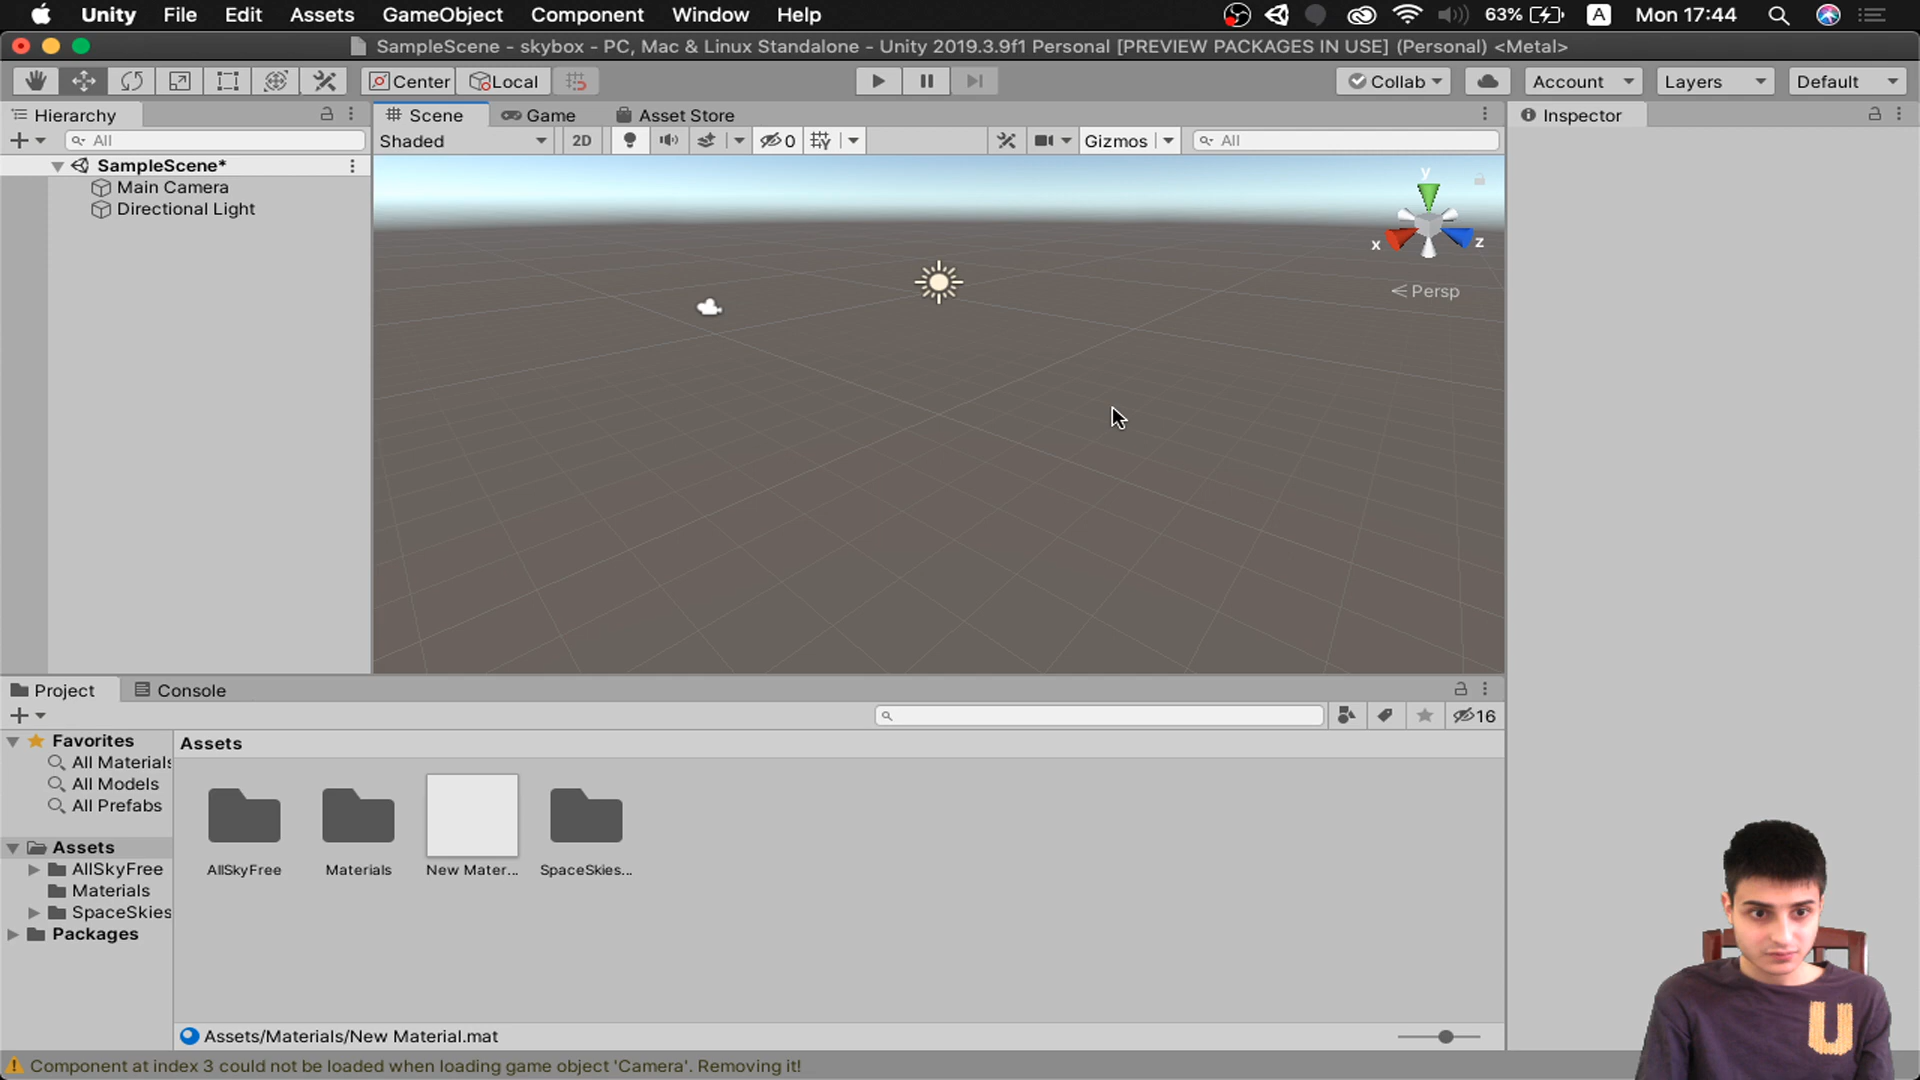 Unity File Edit Assets GameObject Component Window Help 63% A Mon 17:44
SampleScene - skybox - PC, Mac & Linux Standalone - Unity 2019.3.9f1 Personal [PREVIEW PACKAGES IN USE] (Personal) <Metal>
Center Local Collab Account Layers Default
Hierarchy Scene Game Asset Store Inspector
All Shaded 2D 0 Gizmos All
SampleScene*
Main Camera
Directional Light
y
x z
Persp
Project Console
16
Favorites
All Materials
All Models
All Prefabs
Assets
AllSkyFree
Materials
SpaceSkies
Packages
Assets
AllSkyFree Materials New Mater... SpaceSkies...
Assets/Materials/New Material.mat
Component at index 3 could not be loaded when loading game object 'Camera'. Removing it!
U